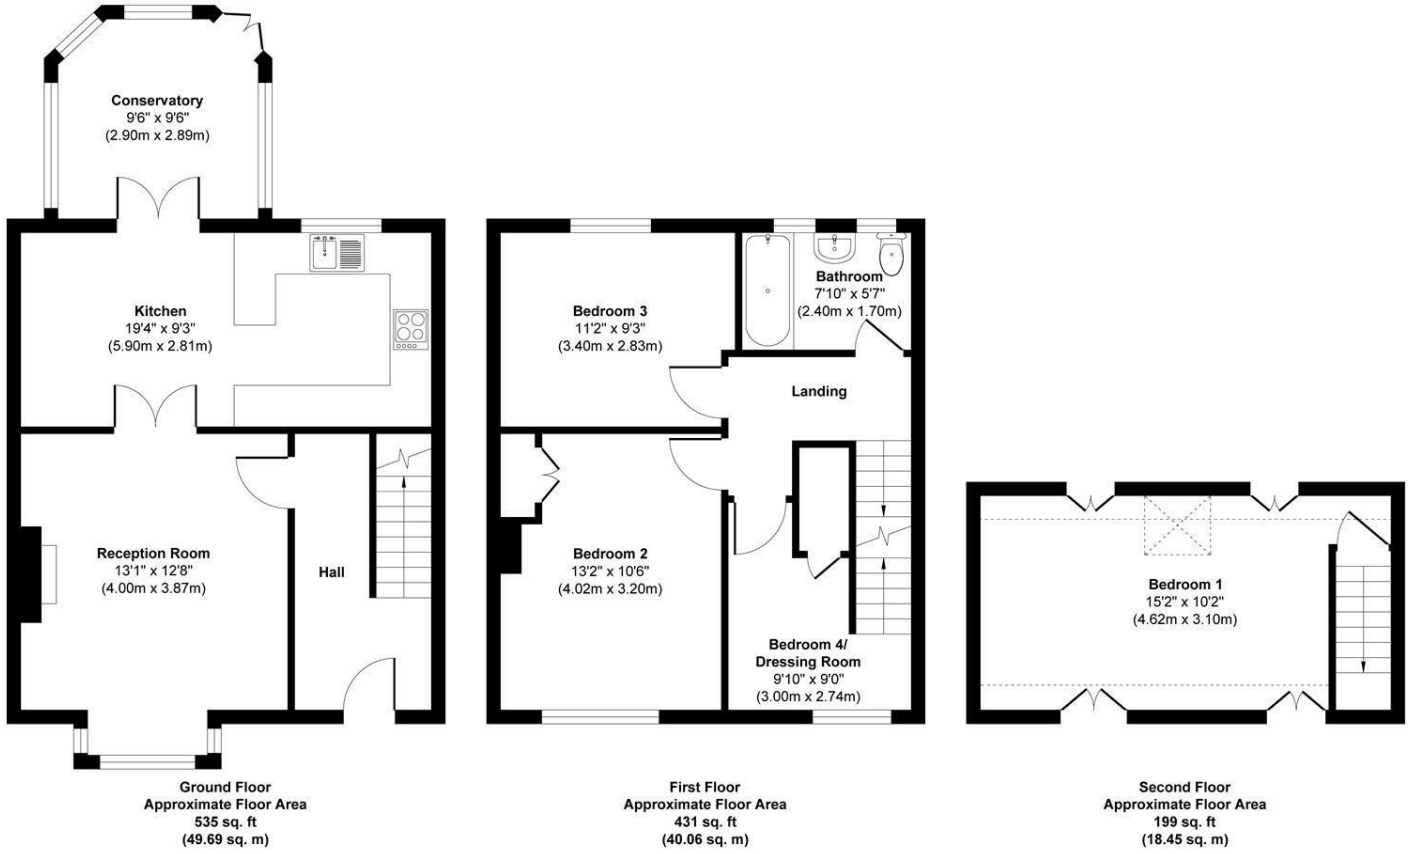 Conservatory
9'6" x 9'6"
(2.90m x 2.89m)
Kitchen
19'4" x 9'3"
(5.90m x 2.81m)
Reception Room
13'1" x 12'8"
(4.00m x 3.87m)
Hall
Ground Floor
Approximate Floor Area
535 sq. ft
(49.69 sq. m)
Bedroom 3
11'2" x 9'3"
(3.40m x 2.83m)
Bathroom
7'10" x 5'7"
(2.40m x 1.70m)
Landing
Bedroom 2
13'2" x 10'6"
(4.02m x 3.20m)
Bedroom 4/
Dressing Room
9'10" x 9'0"
(3.00m x 2.74m)
First Floor
Approximate Floor Area
431 sq. ft
(40.06 sq. m)
Bedroom 1
15'2" x 10'2"
(4.62m x 3.10m)
Second Floor
Approximate Floor Area
199 sq. ft
(18.45 sq. m)